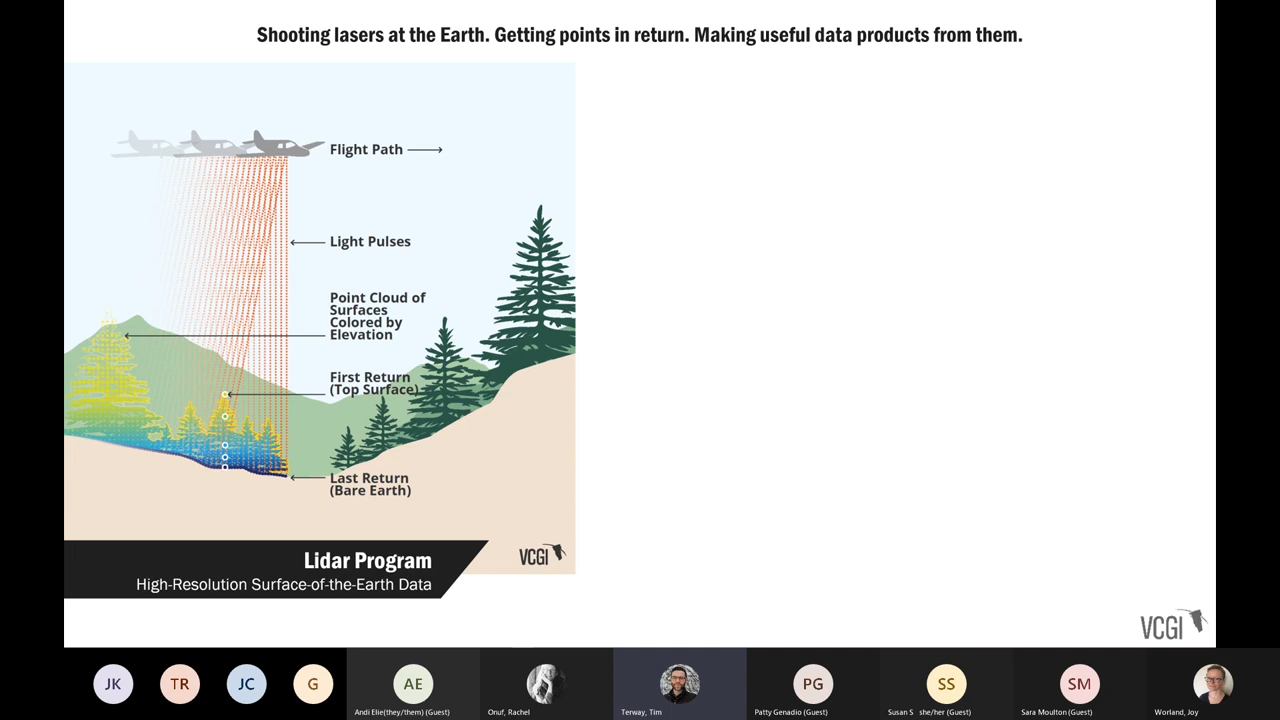 Shooting lasers at the Earth. Getting points in return. Making useful data products from them.
Flight Path
Light Pulses
Point Cloud of
Surfaces
Colored by
Elevation
First Return
(Top Surface)
Last Return
(Bare Earth)
Lidar Program
High-Resolution Surface-of-the-Earth Data
VCGI
VCGI
JK
TR
JC
G
AE
PG
SS
SM
Andi Elie(they/them) (Guest)
Onuf, Rachel
Terway, Tim
Patty Genadio (Guest)
Susan S she/her (Guest)
Sara Moulton (Guest)
Worland, Joy